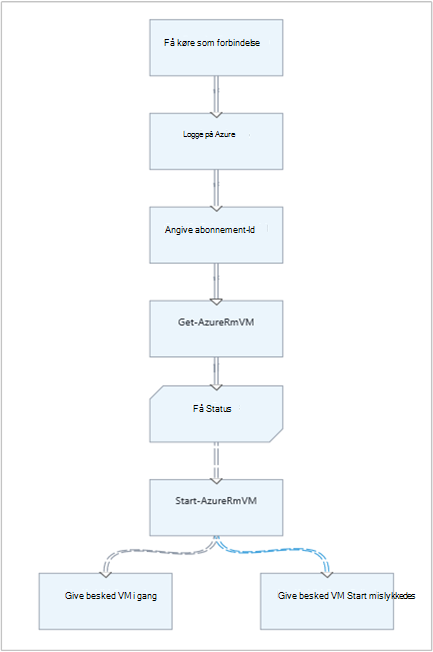 Få køre som forbindelse
Logge på Azure
Angive abonnement-Id
Get-AzureRmVM
Få Status
Start-AzureRmVM
Give besked VM i gang
Give besked VM Start mislykkedes